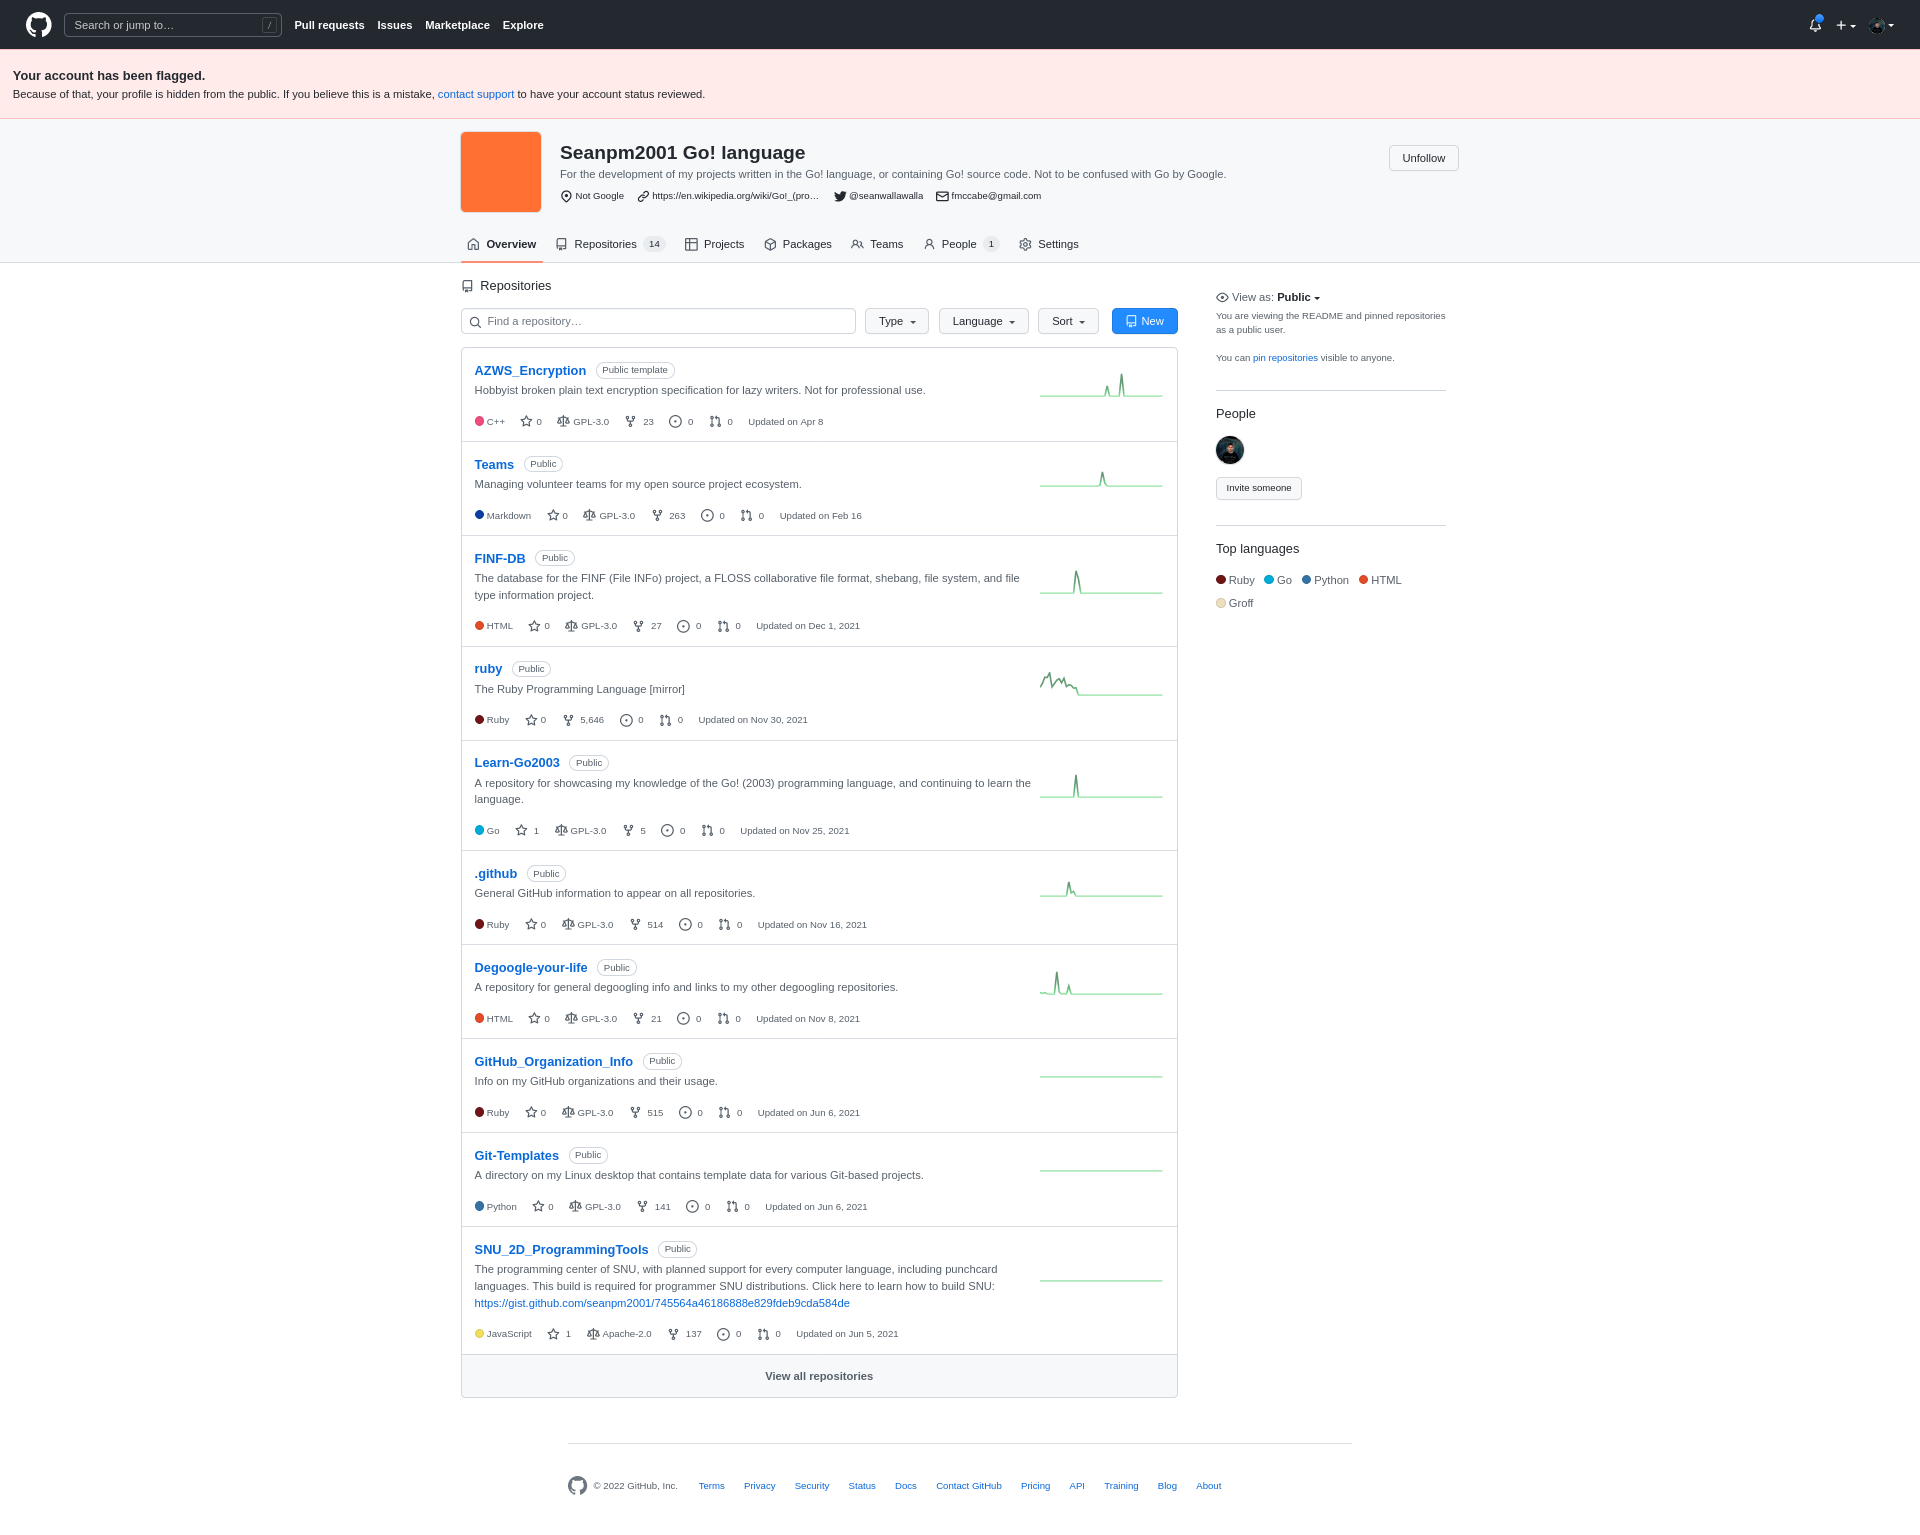 Search or jump to…
/
Pull requests
Issues
Marketplace
Explore
Your account has been flagged.
Because of that, your profile is hidden from the public. If you believe this is a mistake, contact support to have your account status reviewed.
Seanpm2001 Go! language
For the development of my projects written in the Go! language, or containing Go! source code. Not to be confused with Go by Google.
Not Google
https://en.wikipedia.org/wiki/Go!_(pro…
@seanwallawalla
fmccabe@gmail.com
Unfollow
Overview
Repositories 14
Projects
Packages
Teams
People 1
Settings
Repositories
Find a repository…
Type
Language
Sort
New
AZWS_Encryption Public template
Hobbyist broken plain text encryption specification for lazy writers. Not for professional use.
C++ 0 GPL-3.0 23 0 0 Updated on Apr 8
Teams Public
Managing volunteer teams for my open source project ecosystem.
Markdown 0 GPL-3.0 263 0 0 Updated on Feb 16
FINF-DB Public
The database for the FINF (File INFo) project, a FLOSS collaborative file format, shebang, file system, and file
type information project.
HTML 0 GPL-3.0 27 0 0 Updated on Dec 1, 2021
ruby Public
The Ruby Programming Language [mirror]
Ruby 0 5,646 0 0 Updated on Nov 30, 2021
Learn-Go2003 Public
A repository for showcasing my knowledge of the Go! (2003) programming language, and continuing to learn the
language.
Go 1 GPL-3.0 5 0 0 Updated on Nov 25, 2021
.github Public
General GitHub information to appear on all repositories.
Ruby 0 GPL-3.0 514 0 0 Updated on Nov 16, 2021
Degoogle-your-life Public
A repository for general degoogling info and links to my other degoogling repositories.
HTML 0 GPL-3.0 21 0 0 Updated on Nov 8, 2021
GitHub_Organization_Info Public
Info on my GitHub organizations and their usage.
Ruby 0 GPL-3.0 515 0 0 Updated on Jun 6, 2021
Git-Templates Public
A directory on my Linux desktop that contains template data for various Git-based projects.
Python 0 GPL-3.0 141 0 0 Updated on Jun 6, 2021
SNU_2D_ProgrammingTools Public
The programming center of SNU, with planned support for every computer language, including punchcard
languages. This build is required for programmer SNU distributions. Click here to learn how to build SNU:
https://gist.github.com/seanpm2001/745564a46186888e829fdeb9cda584de
JavaScript 1 Apache-2.0 137 0 0 Updated on Jun 5, 2021
View all repositories
View as: Public
You are viewing the README and pinned repositories
as a public user.
You can pin repositories visible to anyone.
People
Invite someone
Top languages
Ruby Go Python HTML
Groff
© 2022 GitHub, Inc.
Terms
Privacy
Security
Status
Docs
Contact GitHub
Pricing
API
Training
Blog
About